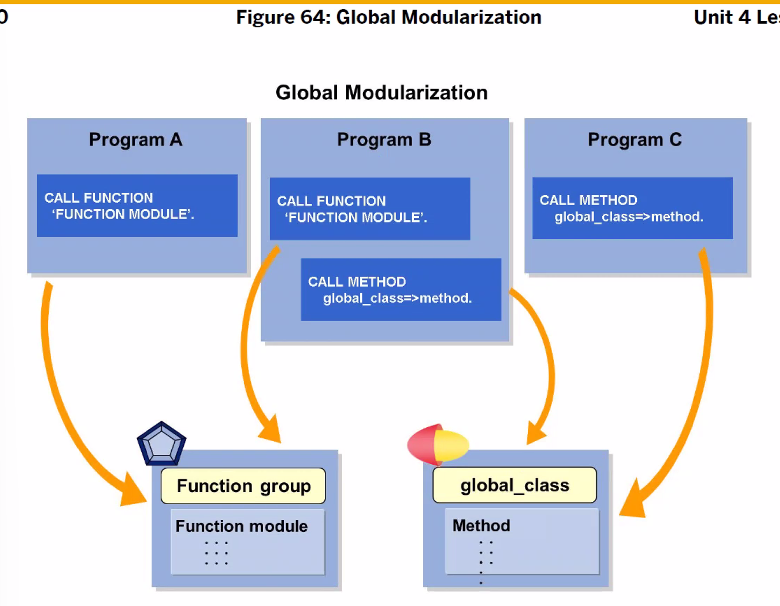 0
Figure 64: Global Modularization
Unit 4 Les
Global Modularization
Program A
CALL FUNCTION
‘FUNCTION MODULE’.
Program B
CALL FUNCTION
‘FUNCTION MODULE’.
CALL METHOD
global_class=>method.
Program C
CALL METHOD
global_class=>method.
Function group
Function module
global_class
Method